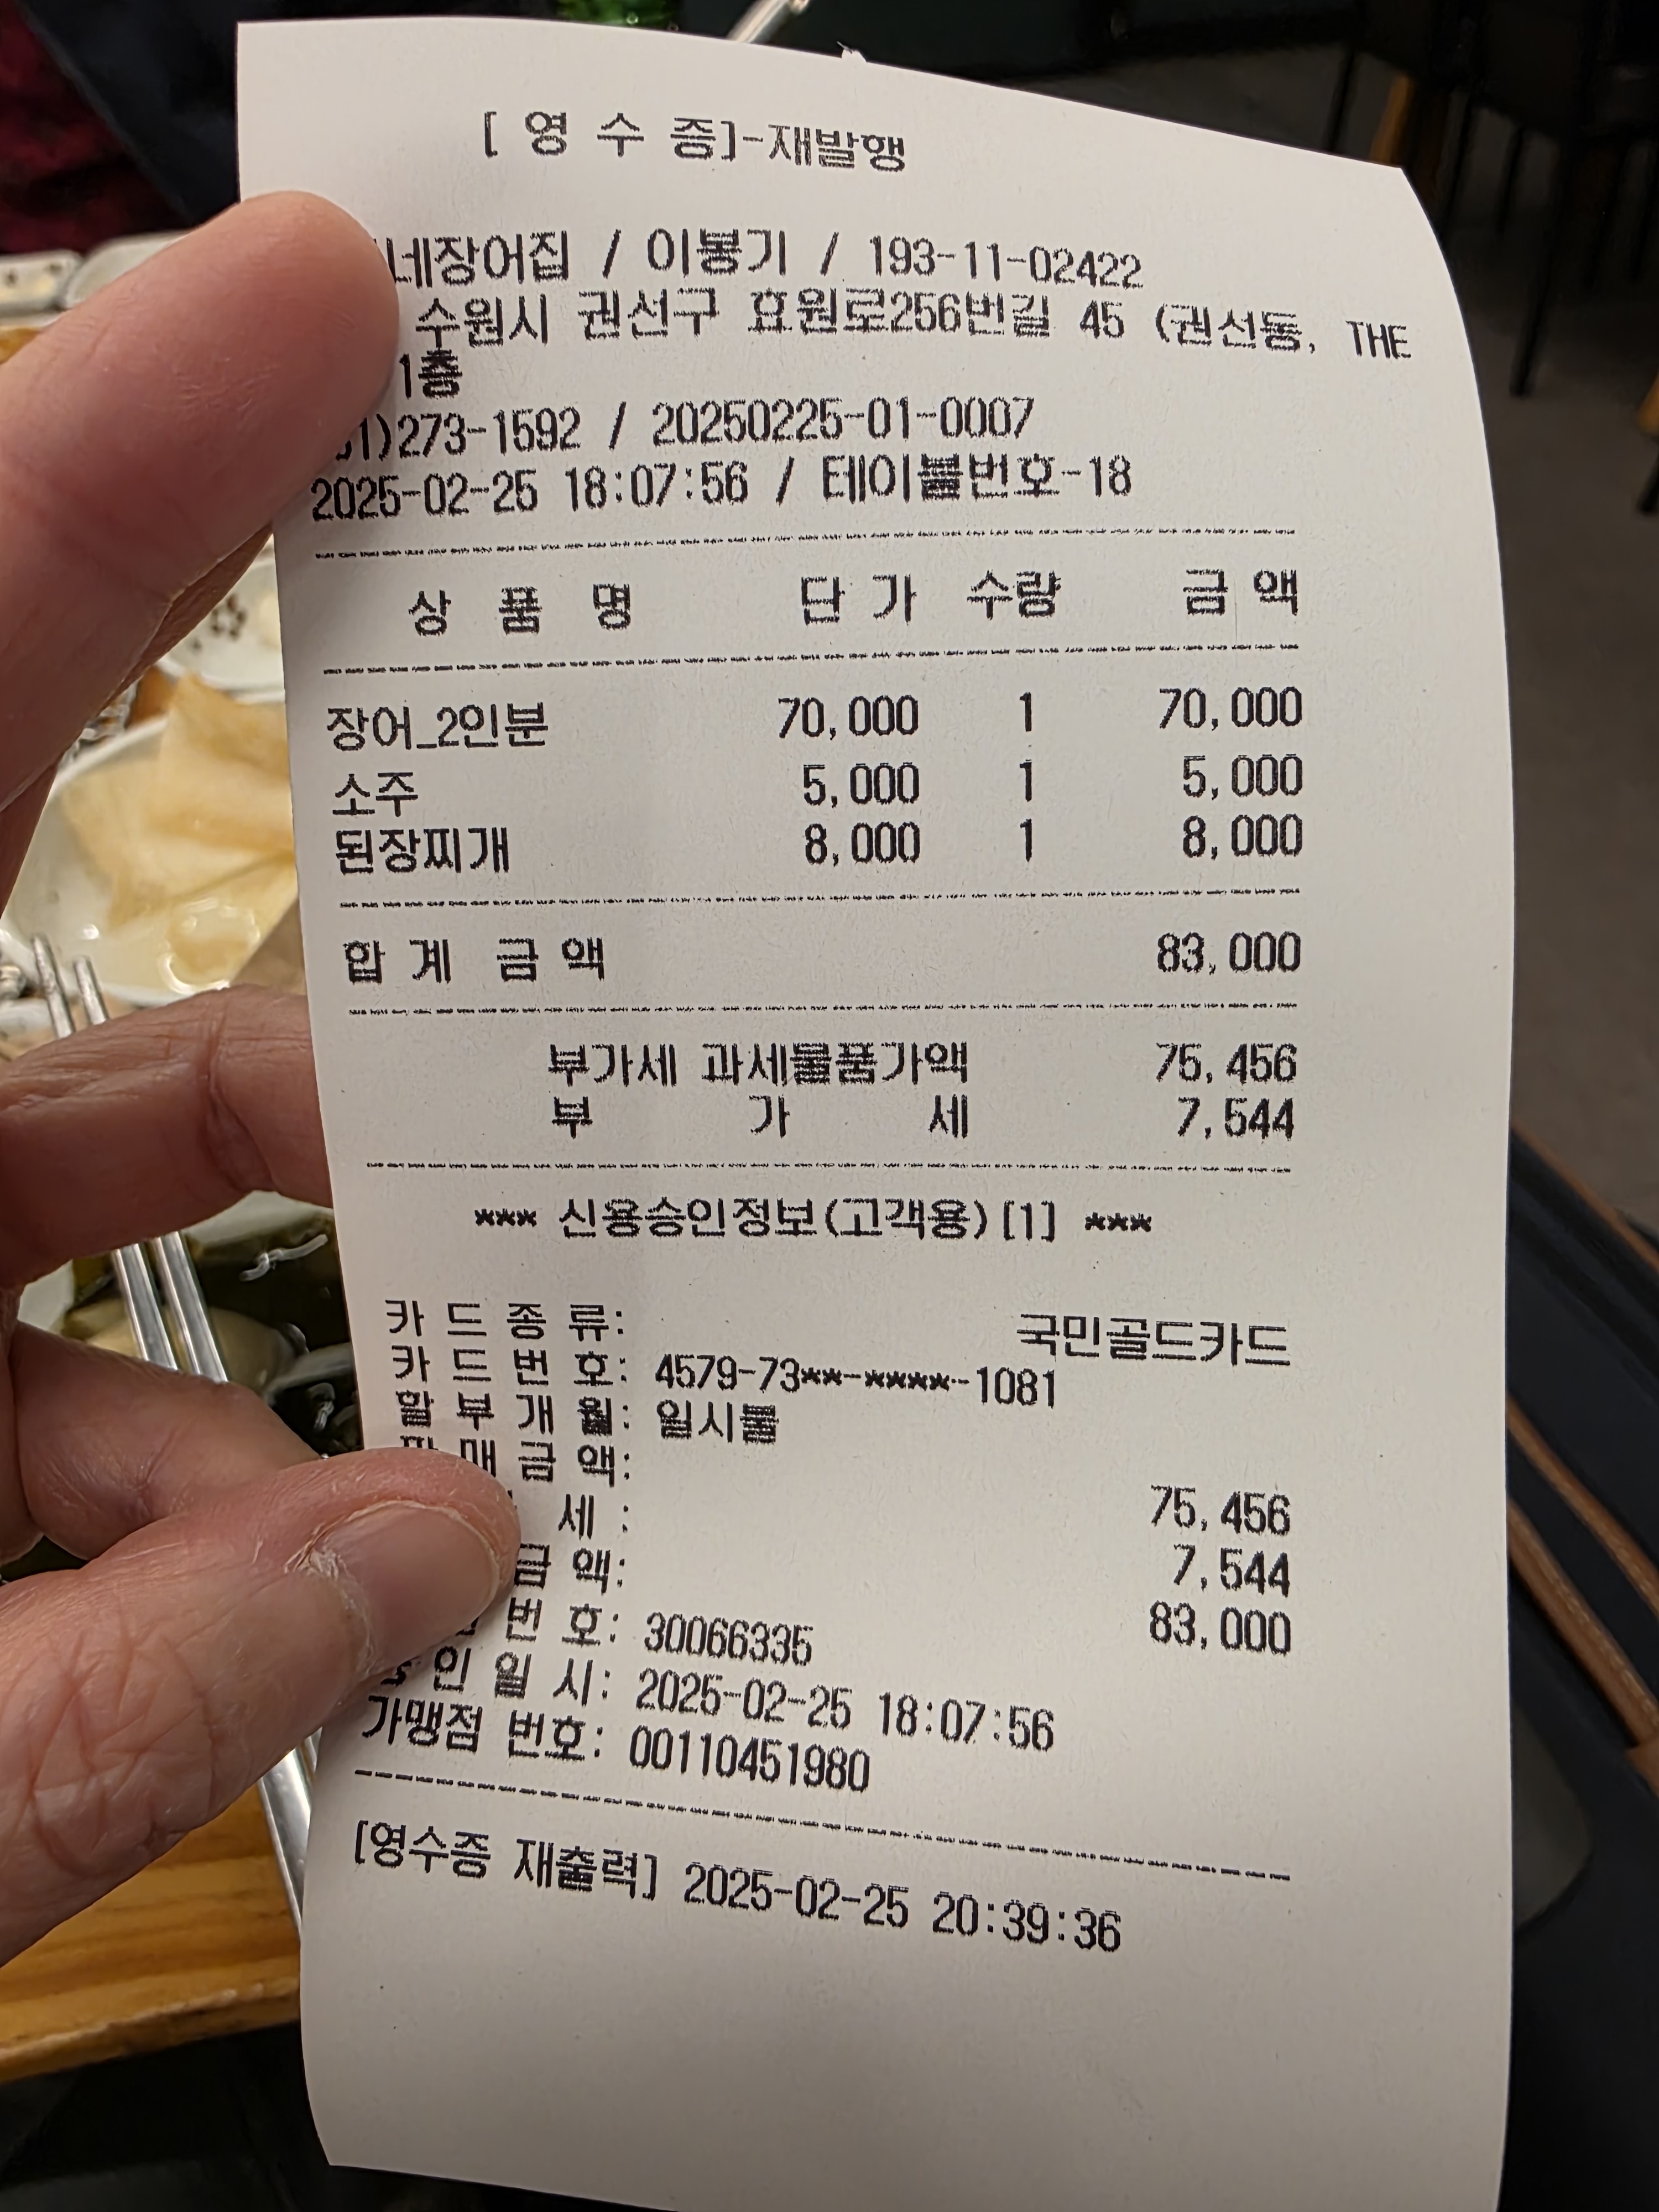 [ 영 수 증]-재발행
네장어집 / 이봉기 / 193-11-02422
수원시 권선구 효원로256번길 45 (권선동, THE
1층
1)273-1592 / 20250225-01-0007
2025-02-25 18:07:56 / 테이블번호-18
상 품 명 단 가 수량 금 액
장어_2인분 70,000 1 70,000
소주 5,000 1 5,000
된장찌개 8,000 1 8,000
합 계 금 액 83,000
부가세 과세물품가액 75,456
부 가 세 7,544
*** 신용승인정보(고객용)[1] ***
카 드 종 류: 국민골드카드
카 드 번 호: 4579-73**-****-1081
할 부 개 월: 일시불
매 금 액: 75,456
세 : 7,544
금 액: 83,000
번 호: 30066335
인 일 시: 2025-02-25 18:07:56
가맹점 번호: 00110451980
[영수증 재출력] 2025-02-25 20:39:36